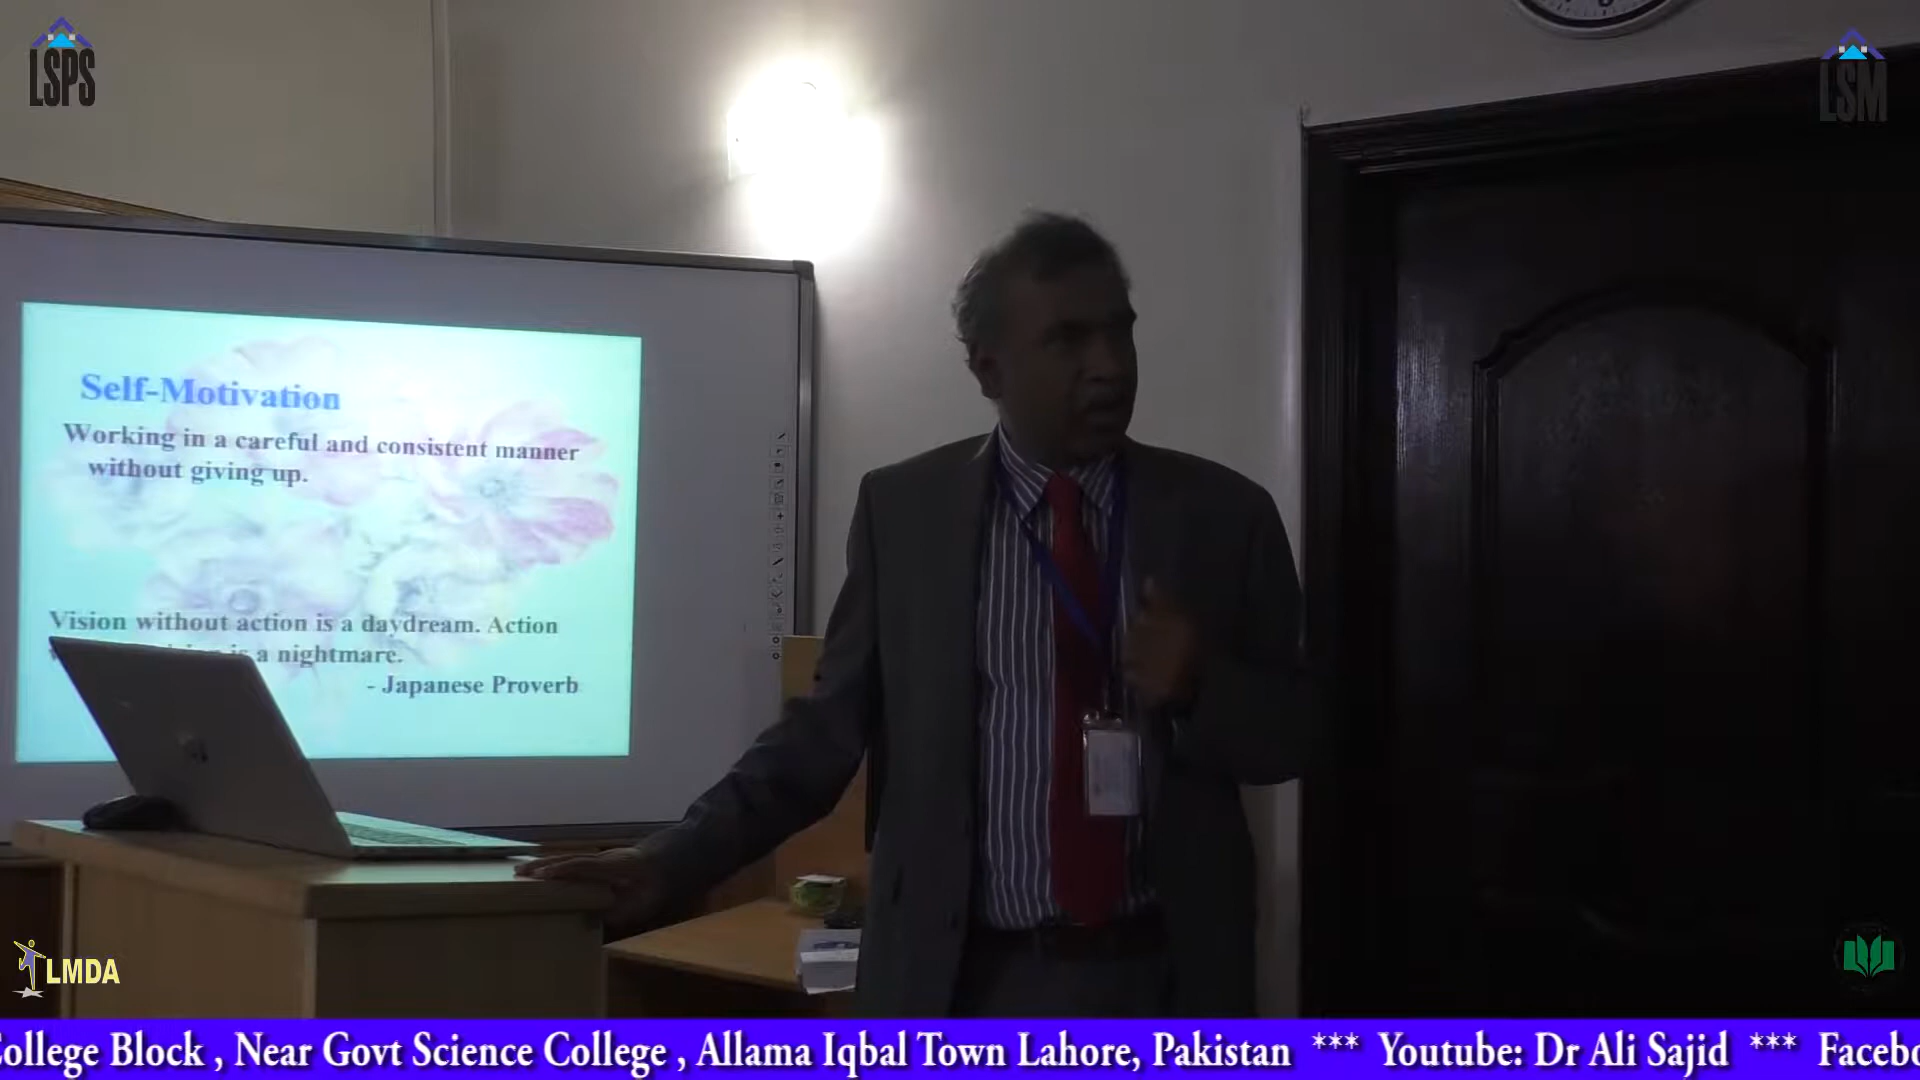 LSPS
LSM
Self-Motivation
Working in a careful and consistent manner
without giving up.
Vision without action is a daydream. Action
is a nightmare.
- Japanese Proverb
LMDA
College Block , Near Govt Science College , Allama Iqbal Town Lahore, Pakistan *** Youtube: Dr Ali Sajid ***